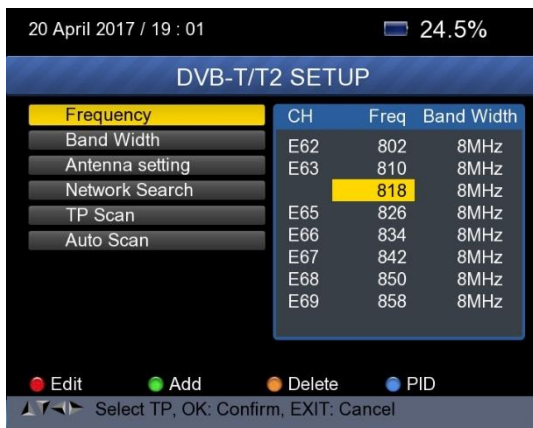 20 April 2017 / 19 : 01 24.5%
DVB-T/T2 SETUP
Frequency
Band Width
Antenna setting
Network Search
TP Scan
Auto Scan
CH Freq Band Width
E62 802 8MHz
E63 810 8MHz
818 8MHz
E65 826 8MHz
E66 834 8MHz
E67 842 8MHz
E68 850 8MHz
E69 858 8MHz
Edit Add Delete PID
Select TP, OK: Confirm, EXIT: Cancel